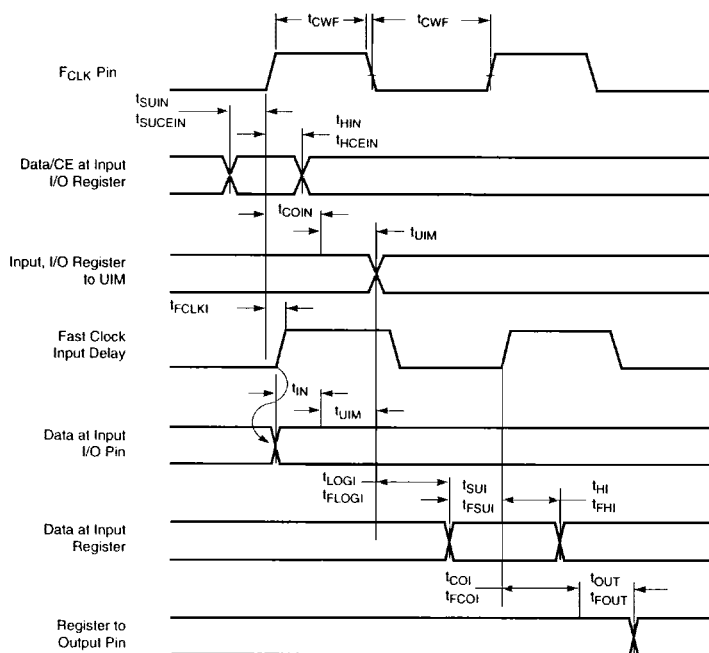 tCWF tCWF
FCLK Pin
tSUIN
tSUCEIN
tHIN
tHCEIN
Data/CE at Input
I/O Register
tCOIN
tUIM
Input, I/O Register
to UIM
tFCLKI
Fast Clock
Input Delay
tIN
tUIM
Data at Input
I/O Pin
tLOGI
tFLOGI
tSUI
tFSUI
tHI
tFHI
Data at Input
Register
tCOI
tFCOI
tOUT
tFOUT
Register to
Output Pin